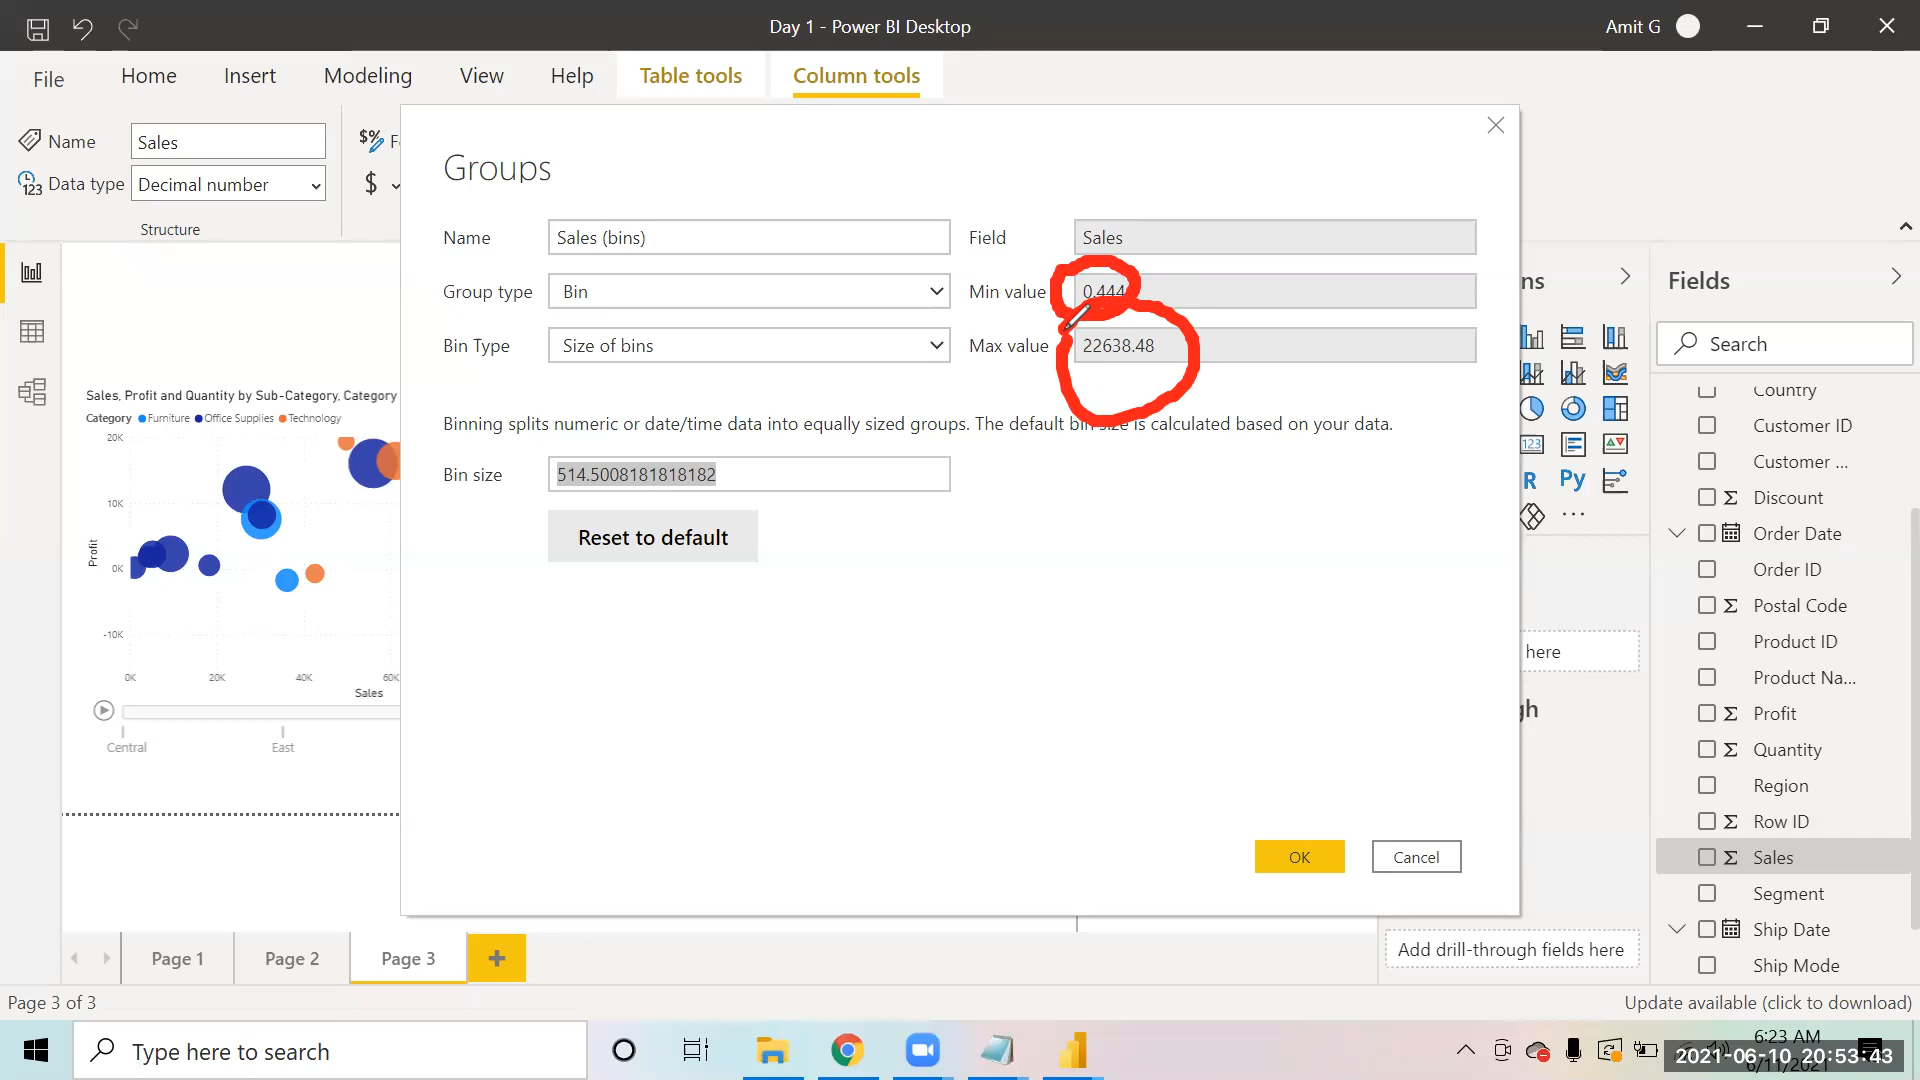 Day 1 - Power BI Desktop
Amit G
File
Home
Insert
Modeling
View
Help
Table tools
Column tools
Name
Sales
Data type
Decimal number
Structure
Groups
Name
Sales (bins)
Field
Sales
Group type
Bin
Min value
0.444
Bin Type
Size of bins
Max value
22638.48
Binning splits numeric or date/time data into equally sized groups. The default bin size is calculated based on your data.
Bin size
514.5008181818182
Reset to default
OK
Cancel
Sales, Profit and Quantity by Sub-Category, Category
Category Furniture Office Supplies Technology
20K
10K
0K
-10K
Profit
0K
20K
40K
60K
Sales
Central
East
ns
Fields
Search
123
R
Py
...
here
gh
Add drill-through fields here
Country
Customer ID
Customer ...
Discount
Order Date
Order ID
Postal Code
Product ID
Product Na...
Profit
Quantity
Region
Row ID
Sales
Segment
Ship Date
Ship Mode
Page 1
Page 2
Page 3
Page 3 of 3
Update available (click to download)
Type here to search
6:23 AM
2021-06-10 20:53:43